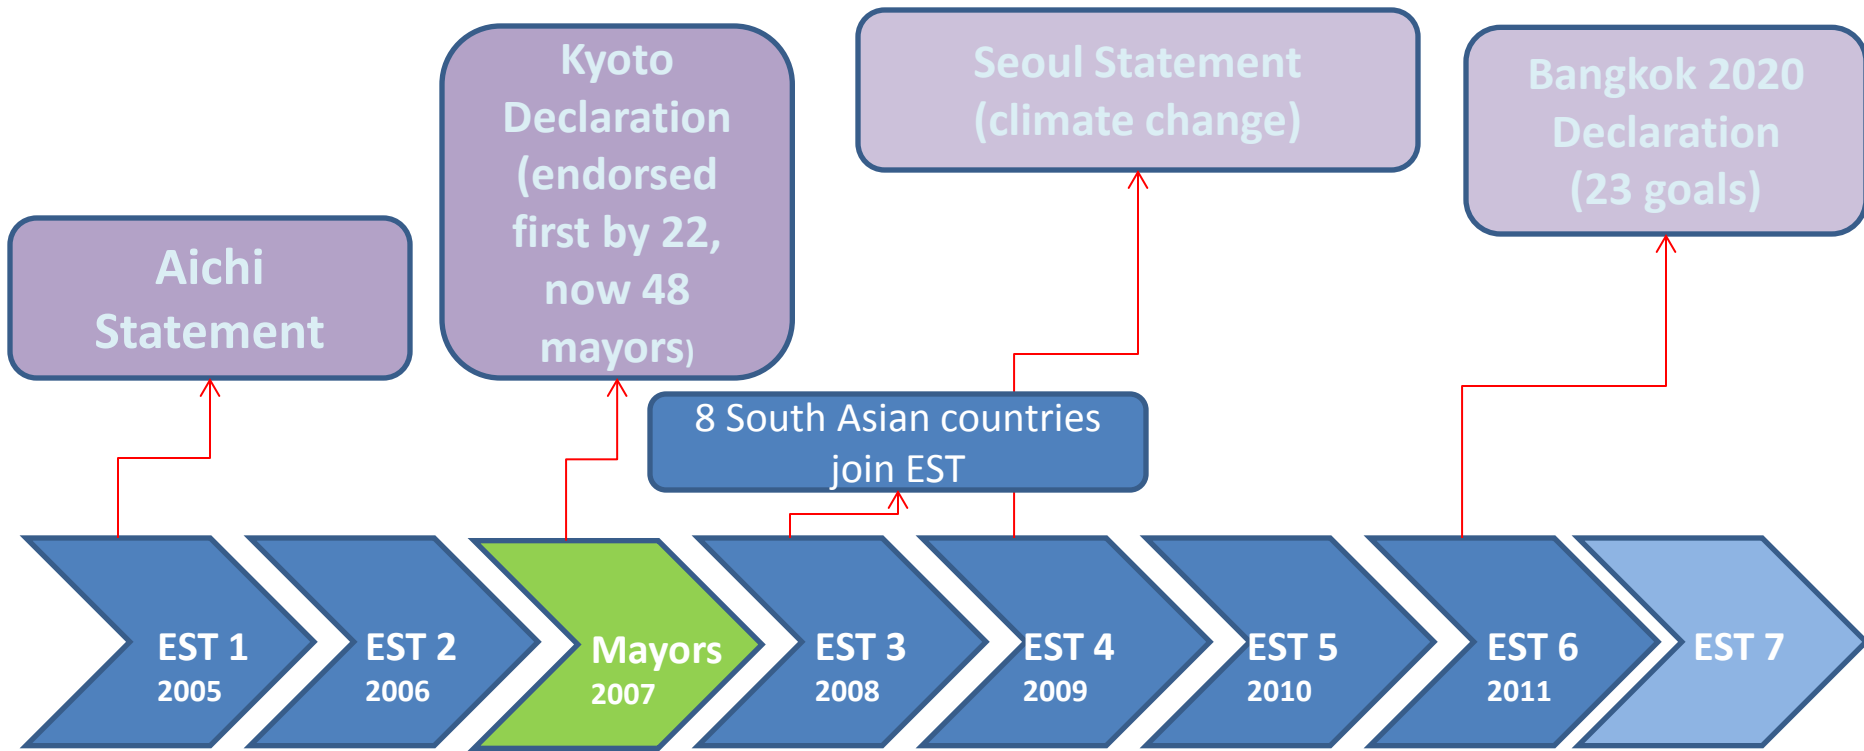 Aichi
Statement
Kyoto
Declaration
(endorsed
first by 22,
now 48
mayors)
Seoul Statement
(climate change)
Bangkok 2020
Declaration
(23 goals)
8 South Asian countries
join EST
EST 1
2005
EST 2
2006
Mayors
2007
EST 3
2008
EST 4
2009
EST 5
2010
EST 6
2011
EST 7